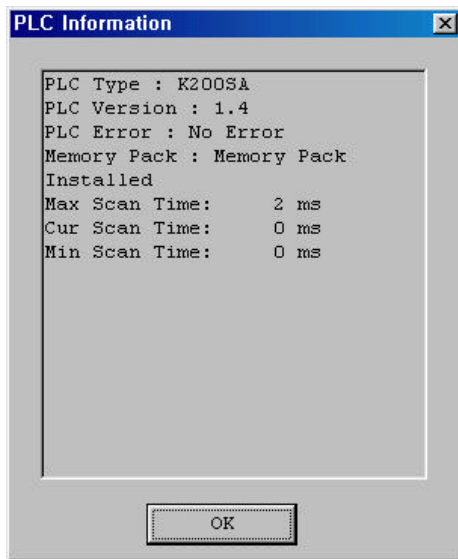 PLC Information
PLC Type : K200SA
PLC Version : 1.4
PLC Error : No Error
Memory Pack : Memory Pack
Installed
Max Scan Time: 2 ms
Cur Scan Time: 0 ms
Min Scan Time: 0 ms
OK